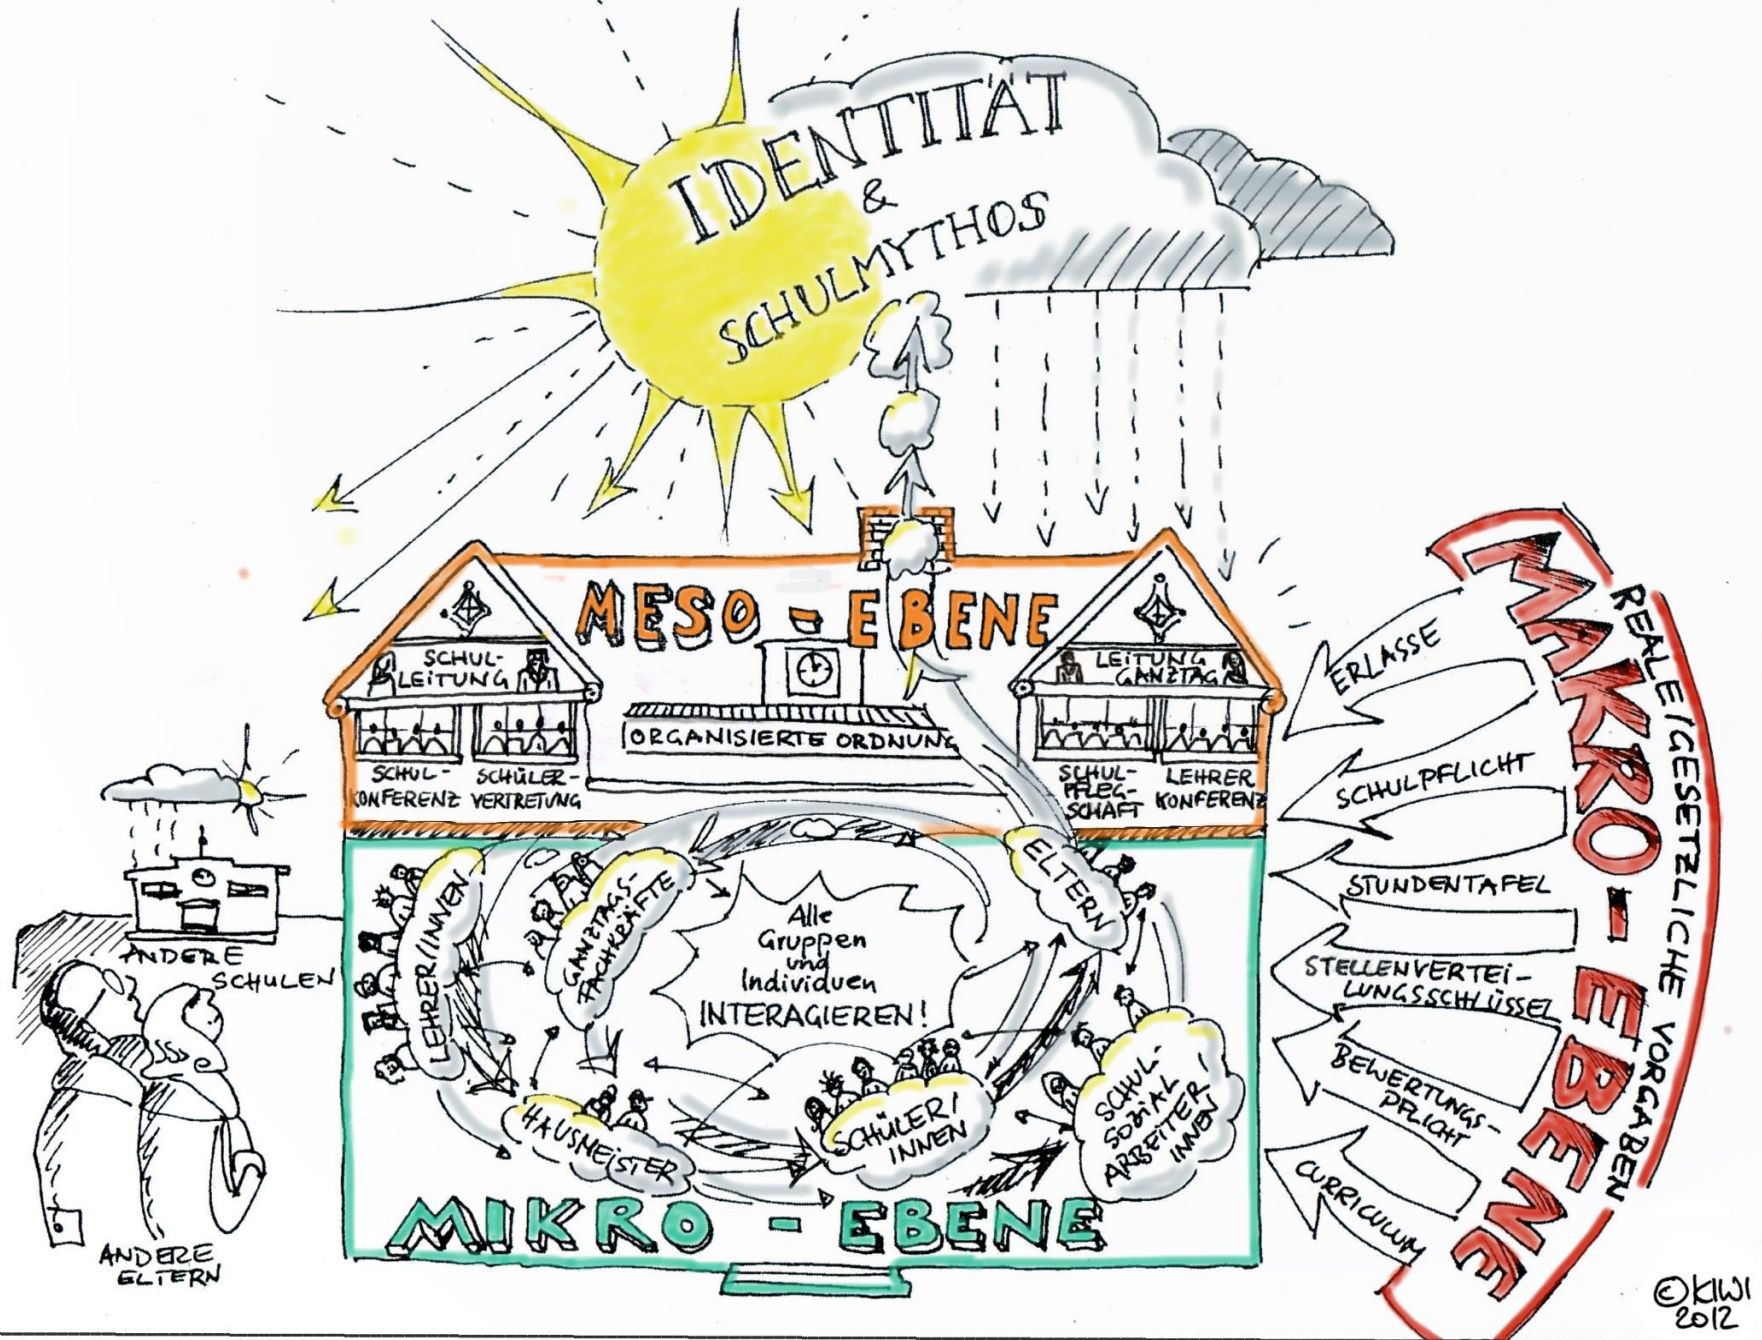 IDENTITÄT
&
SCHULMYTHOS
MESO - EBENE
SCHUL-
LEITUNG
LEITUNG
GANZTAG
ORGANISIERTE ORDNUNG
SCHUL-
KONFERENZ
SCHÜLER-
VERTRETUNG
SCHUL-
PFLEG-
SCHAFT
LEHRER
KONFERENZ
ELTERN
LEHRER/INNEN
GANZTAGS-
FACHKRÄFTE
Alle
Gruppen
und
Individuen
INTERAGIEREN!
HAUSMEISTER
SCHÜLER/
INNEN
SCHUL-
SOZIAL
ARBEITER/
INNEN
MIKRO - EBENE
ANDERE
SCHULEN
ANDERE
ELTERN
MAKRO - EBENE
REALE/GESETZLICHE VORGABEN
ERLASSE
SCHULPFLICHT
STUNDENTAFEL
STELLENVERTEI-
LUNGSSCHLÜSSEL
BEWERTUNGS-
PFLICHT
CURRICULUM
© KIWI
2012